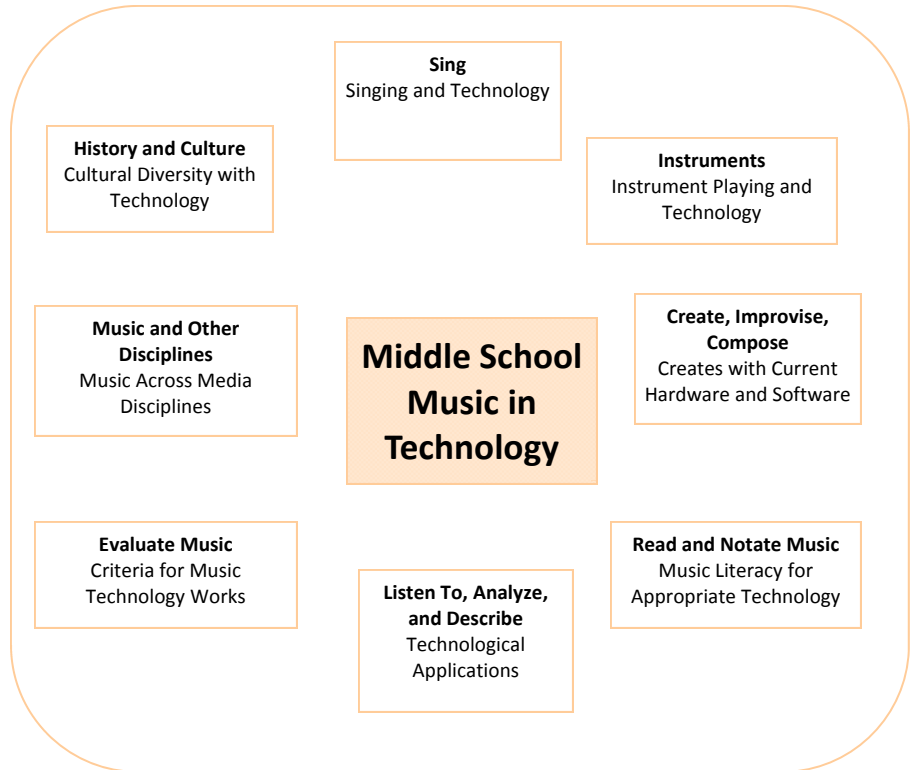 Sing
Singing and Technology
History and Culture
Cultural Diversity with
Technology
Instruments
Instrument Playing and
Technology
Music and Other
Disciplines
Music Across Media
Disciplines
Middle School
Music in
Technology
Create, Improvise,
Compose
Creates with Current
Hardware and Software
Evaluate Music
Criteria for Music
Technology Works
Listen To, Analyze,
and Describe
Technological
Applications
Read and Notate Music
Music Literacy for
Appropriate Technology